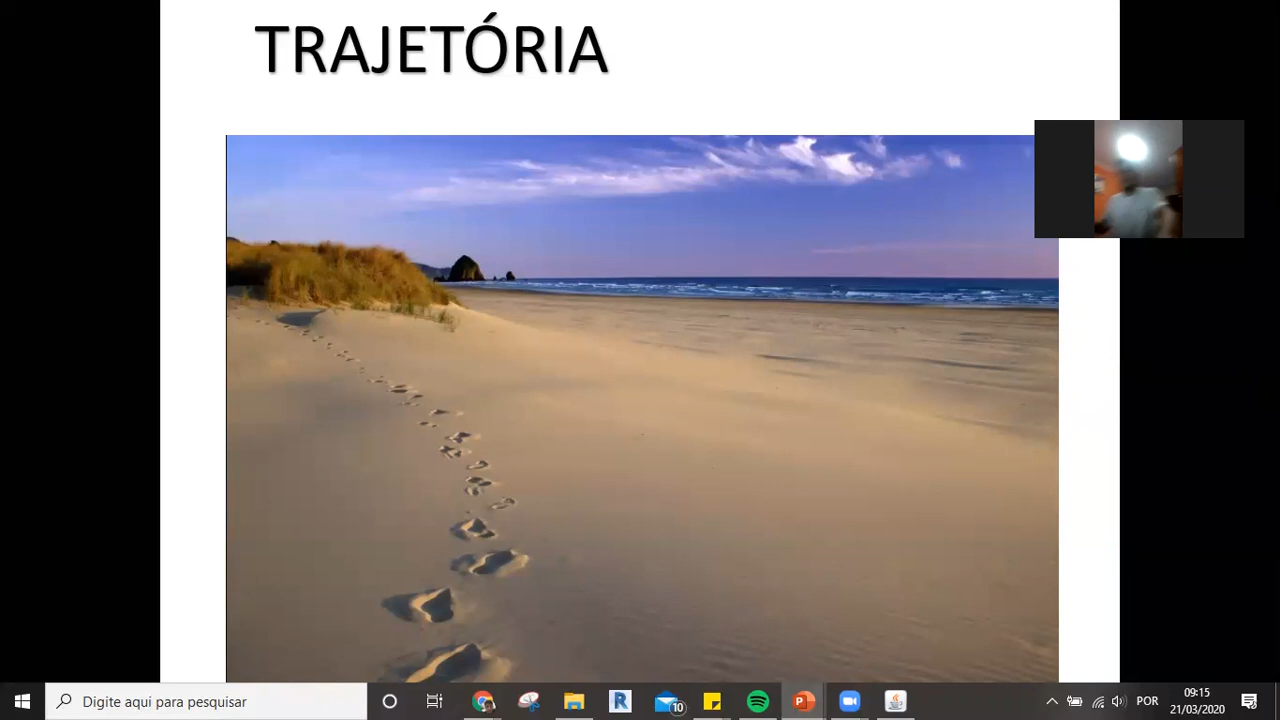 TRAJETÓRIA
Digite aqui para pesquisar
R
10
P
POR
09:15
21/03/2020